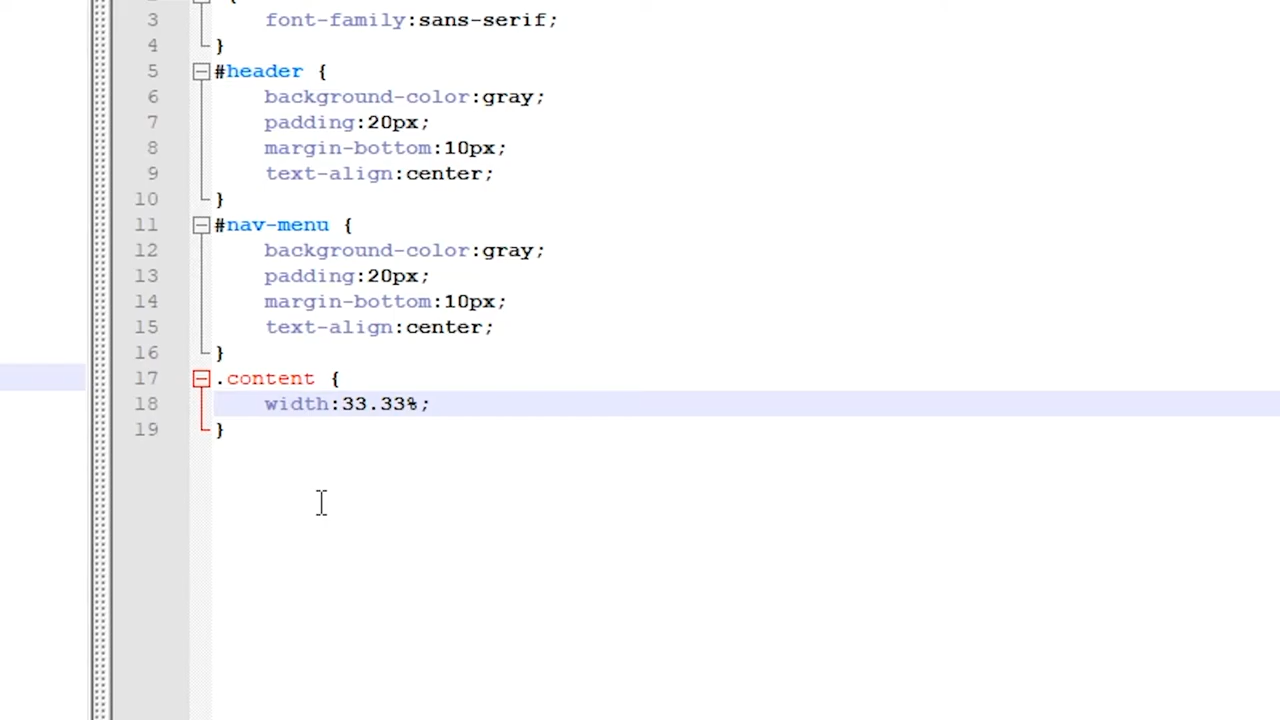 3 font-family:sans-serif;
4 }
5 #header {
6 background-color:gray;
7 padding:20px;
8 margin-bottom:10px;
9 text-align:center;
10 }
11 #nav-menu {
12 background-color:gray;
13 padding:20px;
14 margin-bottom:10px;
15 text-align:center;
16 }
17 .content {
18 width:33.33%;
19 }